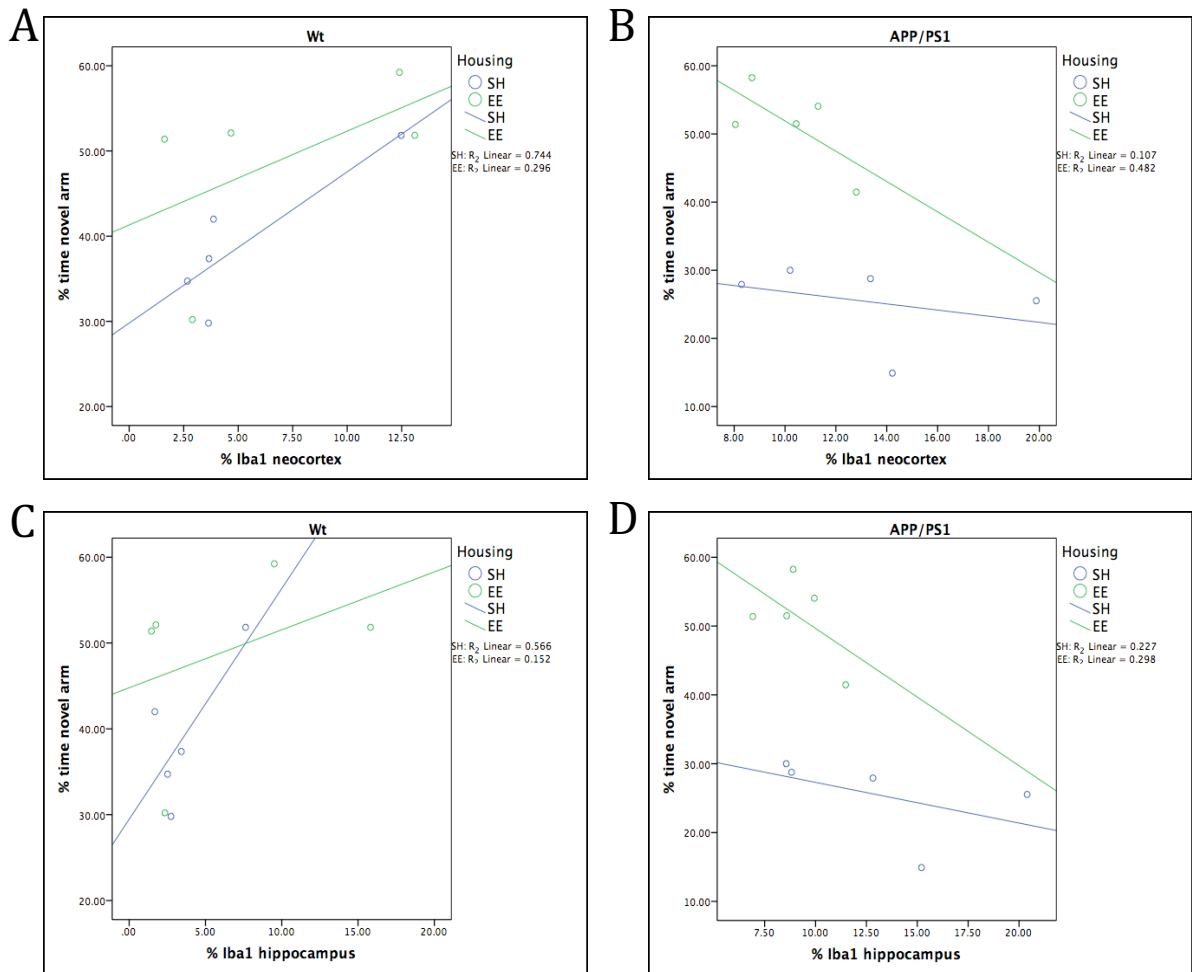 A
Wt
60.00
50.00
40.00
30.00
20.00
% time novel arm
.00
2.50
5.00
7.50
10.00
12.50
% Iba1 neocortex
Housing
SH
EE
SH
EE
SH: R2 Linear = 0.744
EE: R2 Linear = 0.296
B
APP/PS1
60.00
50.00
40.00
30.00
20.00
10.00
% time novel arm
8.00
10.00
12.00
14.00
16.00
18.00
20.00
% Iba1 neocortex
Housing
SH
EE
SH
EE
SH: R2 Linear = 0.107
EE: R2 Linear = 0.482
C
Wt
60.00
50.00
40.00
30.00
20.00
% time novel arm
.00
5.00
10.00
15.00
20.00
% Iba1 hippocampus
Housing
SH
EE
SH
EE
SH: R2 Linear = 0.566
EE: R2 Linear = 0.152
D
APP/PS1
60.00
50.00
40.00
30.00
20.00
10.00
% time novel arm
7.50
10.00
12.50
15.00
17.50
20.00
% Iba1 hippocampus
Housing
SH
EE
SH
EE
SH: R2 Linear = 0.227
EE: R2 Linear = 0.298